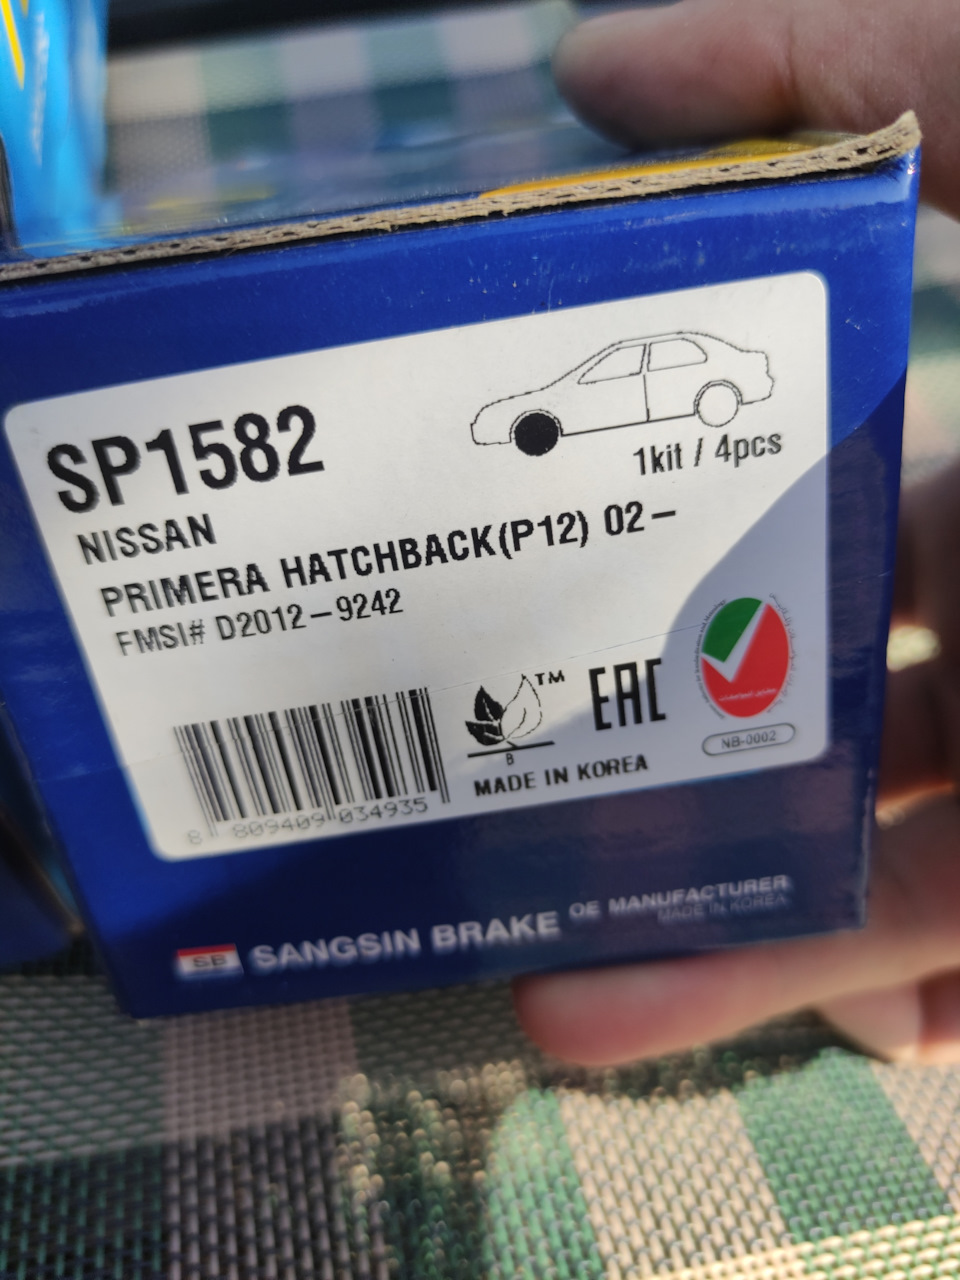 SP1582
1kit / 4pcs
NISSAN
PRIMERA HATCHBACK(P12) 02-
FMSI# D2012-9242
TM
B
EAC
NB-0002
MADE IN KOREA
8 809409 034935
SB SANGSIN BRAKE OE MANUFACTURER
MADE IN KOREA